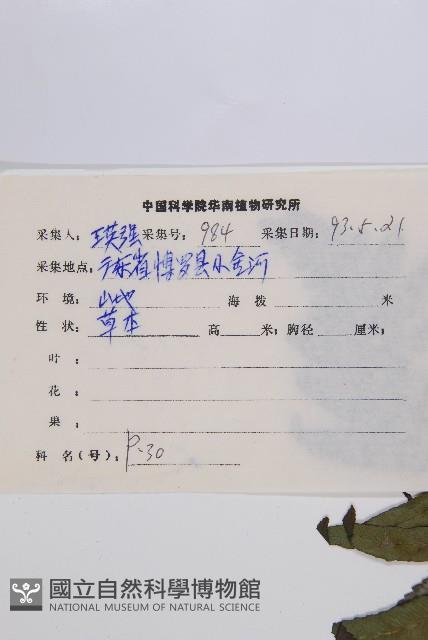 中国科学院华南植物研究所
采集人：王瑛强 采集号：984 采集日期：93.5.21
采集地点：广东省博罗县小金河
环 境：山地 海 拨 米
性 状：草本 高 米；胸径 厘米；
叶 ：
花 ：
巢 ：
科 名（号）：P-30
國立自然科學博物館
NATIONAL MUSEUM OF NATURAL SCIENCE